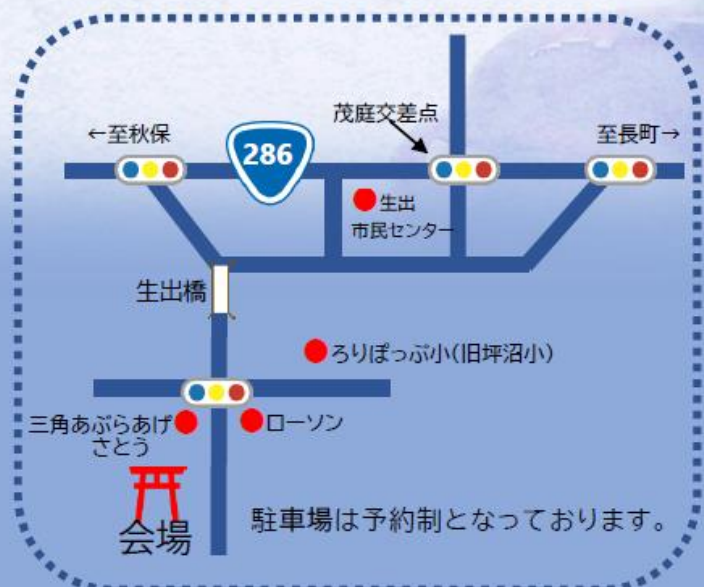 茂庭交差点
←至秋保
286
至長町→
生出
市民センター
生出橋
ろりぽっぷ小(旧坪沼小)
三角あぶらあげ
さとう
ローソン
会場
駐車場は予約制となっております。